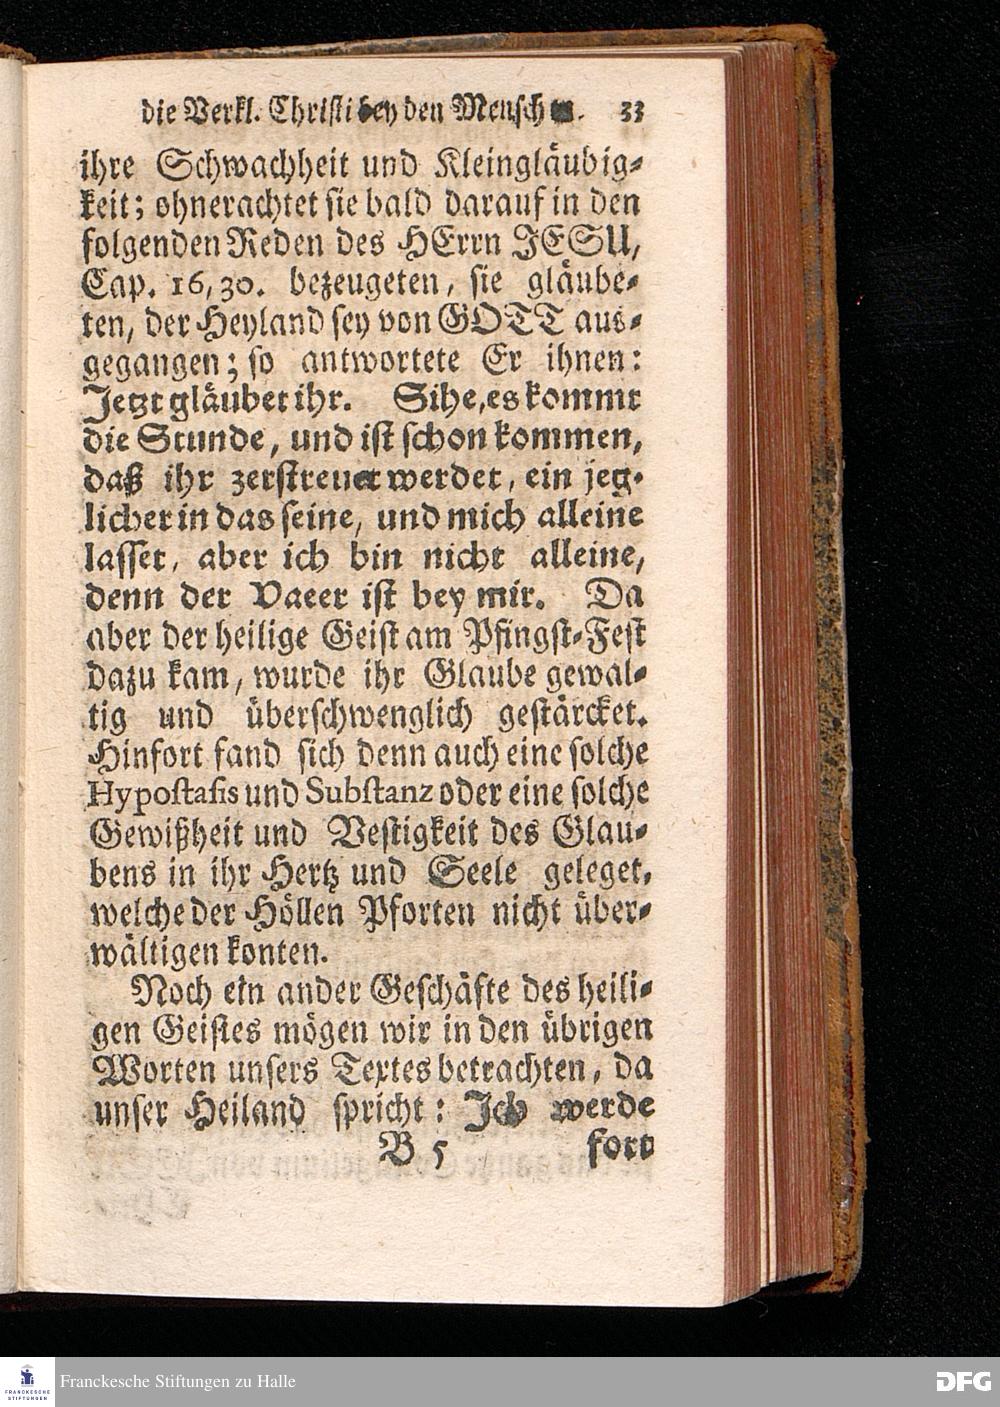 die Verkl. Christi bey den Mensch 33
ihre Schwachheit und Kleingläubig-
keit; ohnerachtet sie bald darauf in den
folgenden Reden des HErrn JESU,
Cap. 16, 30. bezeugeten, sie gläube-
ten, der Heyland sey von GOTT aus-
gegangen; so antwortete Er ihnen:
Jetzt gläubet ihr. Sihe, es kommt
die Stunde, und ist schon kommen,
daß ihr zerstreuet werdet, ein jeg-
licher in das seine, und mich alleine
lasset, aber ich bin nicht alleine,
denn der Vater ist bey mir. Da
aber der heilige Geist am Pfingst-Fest
dazu kam, wurde ihr Glaube gewal-
tig und überschwenglich gestärcket.
Hinfort fand sich denn auch eine solche
Hypostasis und Substanz oder eine solche
Gewißheit und Vestigkeit des Glau-
bens in ihr Hertz und Seele geleget,
welche der Höllen Pforten nicht über-
wältigen konten.
Noch ein ander Geschäfte des heili-
gen Geistes mögen wir in den übrigen
Worten unsers Textes betrachten, da
unser Heiland spricht: Ich werde
B 5 fort
FRANCKESCHE
STIFTUNGEN
Franckesche Stiftungen zu Halle
DFG